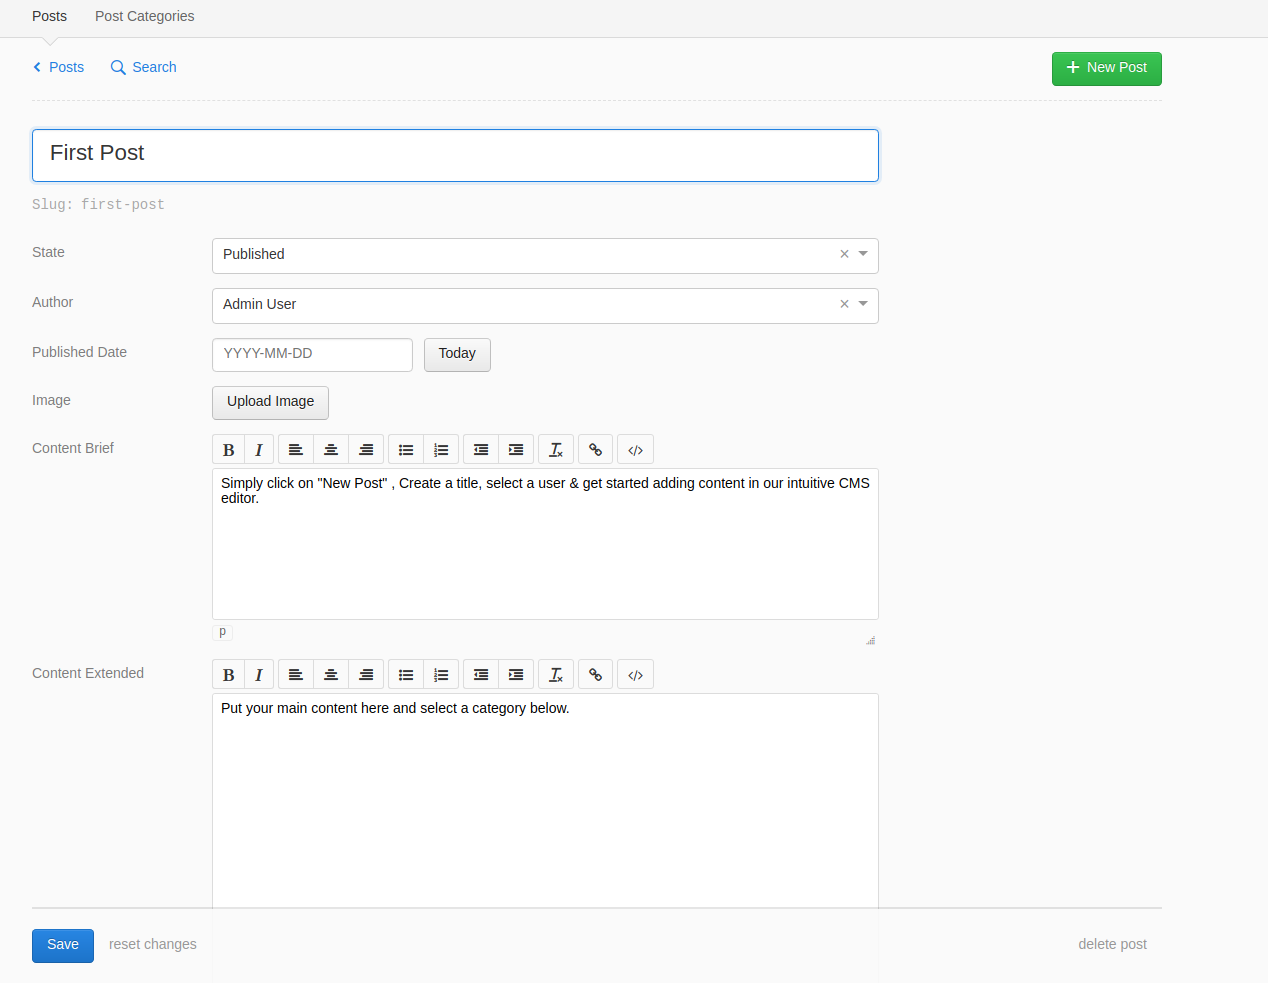 Posts Post Categories
Posts Search New Post
First Post
Slug: first-post
State Published
Author Admin User
Published Date YYYY-MM-DD Today
Image Upload Image
Content Brief B I
Simply click on "New Post" , Create a title, select a user & get started adding content in our intuitive CMS
editor.
p
Content Extended B I
Put your main content here and select a category below.
Save reset changes delete post